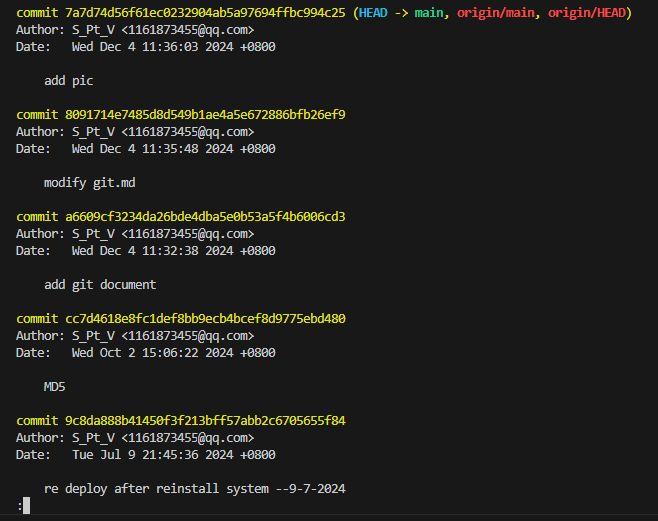 commit 7a7d74d56f61ec0232904ab5a97694ffbc994c25 (HEAD -> main, origin/main, origin/HEAD)
Author: S_Pt_V <1161873455@qq.com>
Date:   Wed Dec 4 11:36:03 2024 +0800
    add pic
commit 8091714e7485d8d549b1ae4a5e672886bfb26ef9
Author: S_Pt_V <1161873455@qq.com>
Date:   Wed Dec 4 11:35:48 2024 +0800
    modify git.md
commit a6609cf3234da26bde4dba5e0b53a5f4b6006cd3
Author: S_Pt_V <1161873455@qq.com>
Date:   Wed Dec 4 11:32:38 2024 +0800
    add git document
commit cc7d4618e8fc1def8bb9ecb4bcef8d9775ebd480
Author: S_Pt_V <1161873455@qq.com>
Date:   Wed Oct 2 15:06:22 2024 +0800
    MD5
commit 9c8da888b41450f3f213bff57abb2c6705655f84
Author: S_Pt_V <1161873455@qq.com>
Date:   Tue Jul 9 21:45:36 2024 +0800
    re deploy after reinstall system --9-7-2024
: